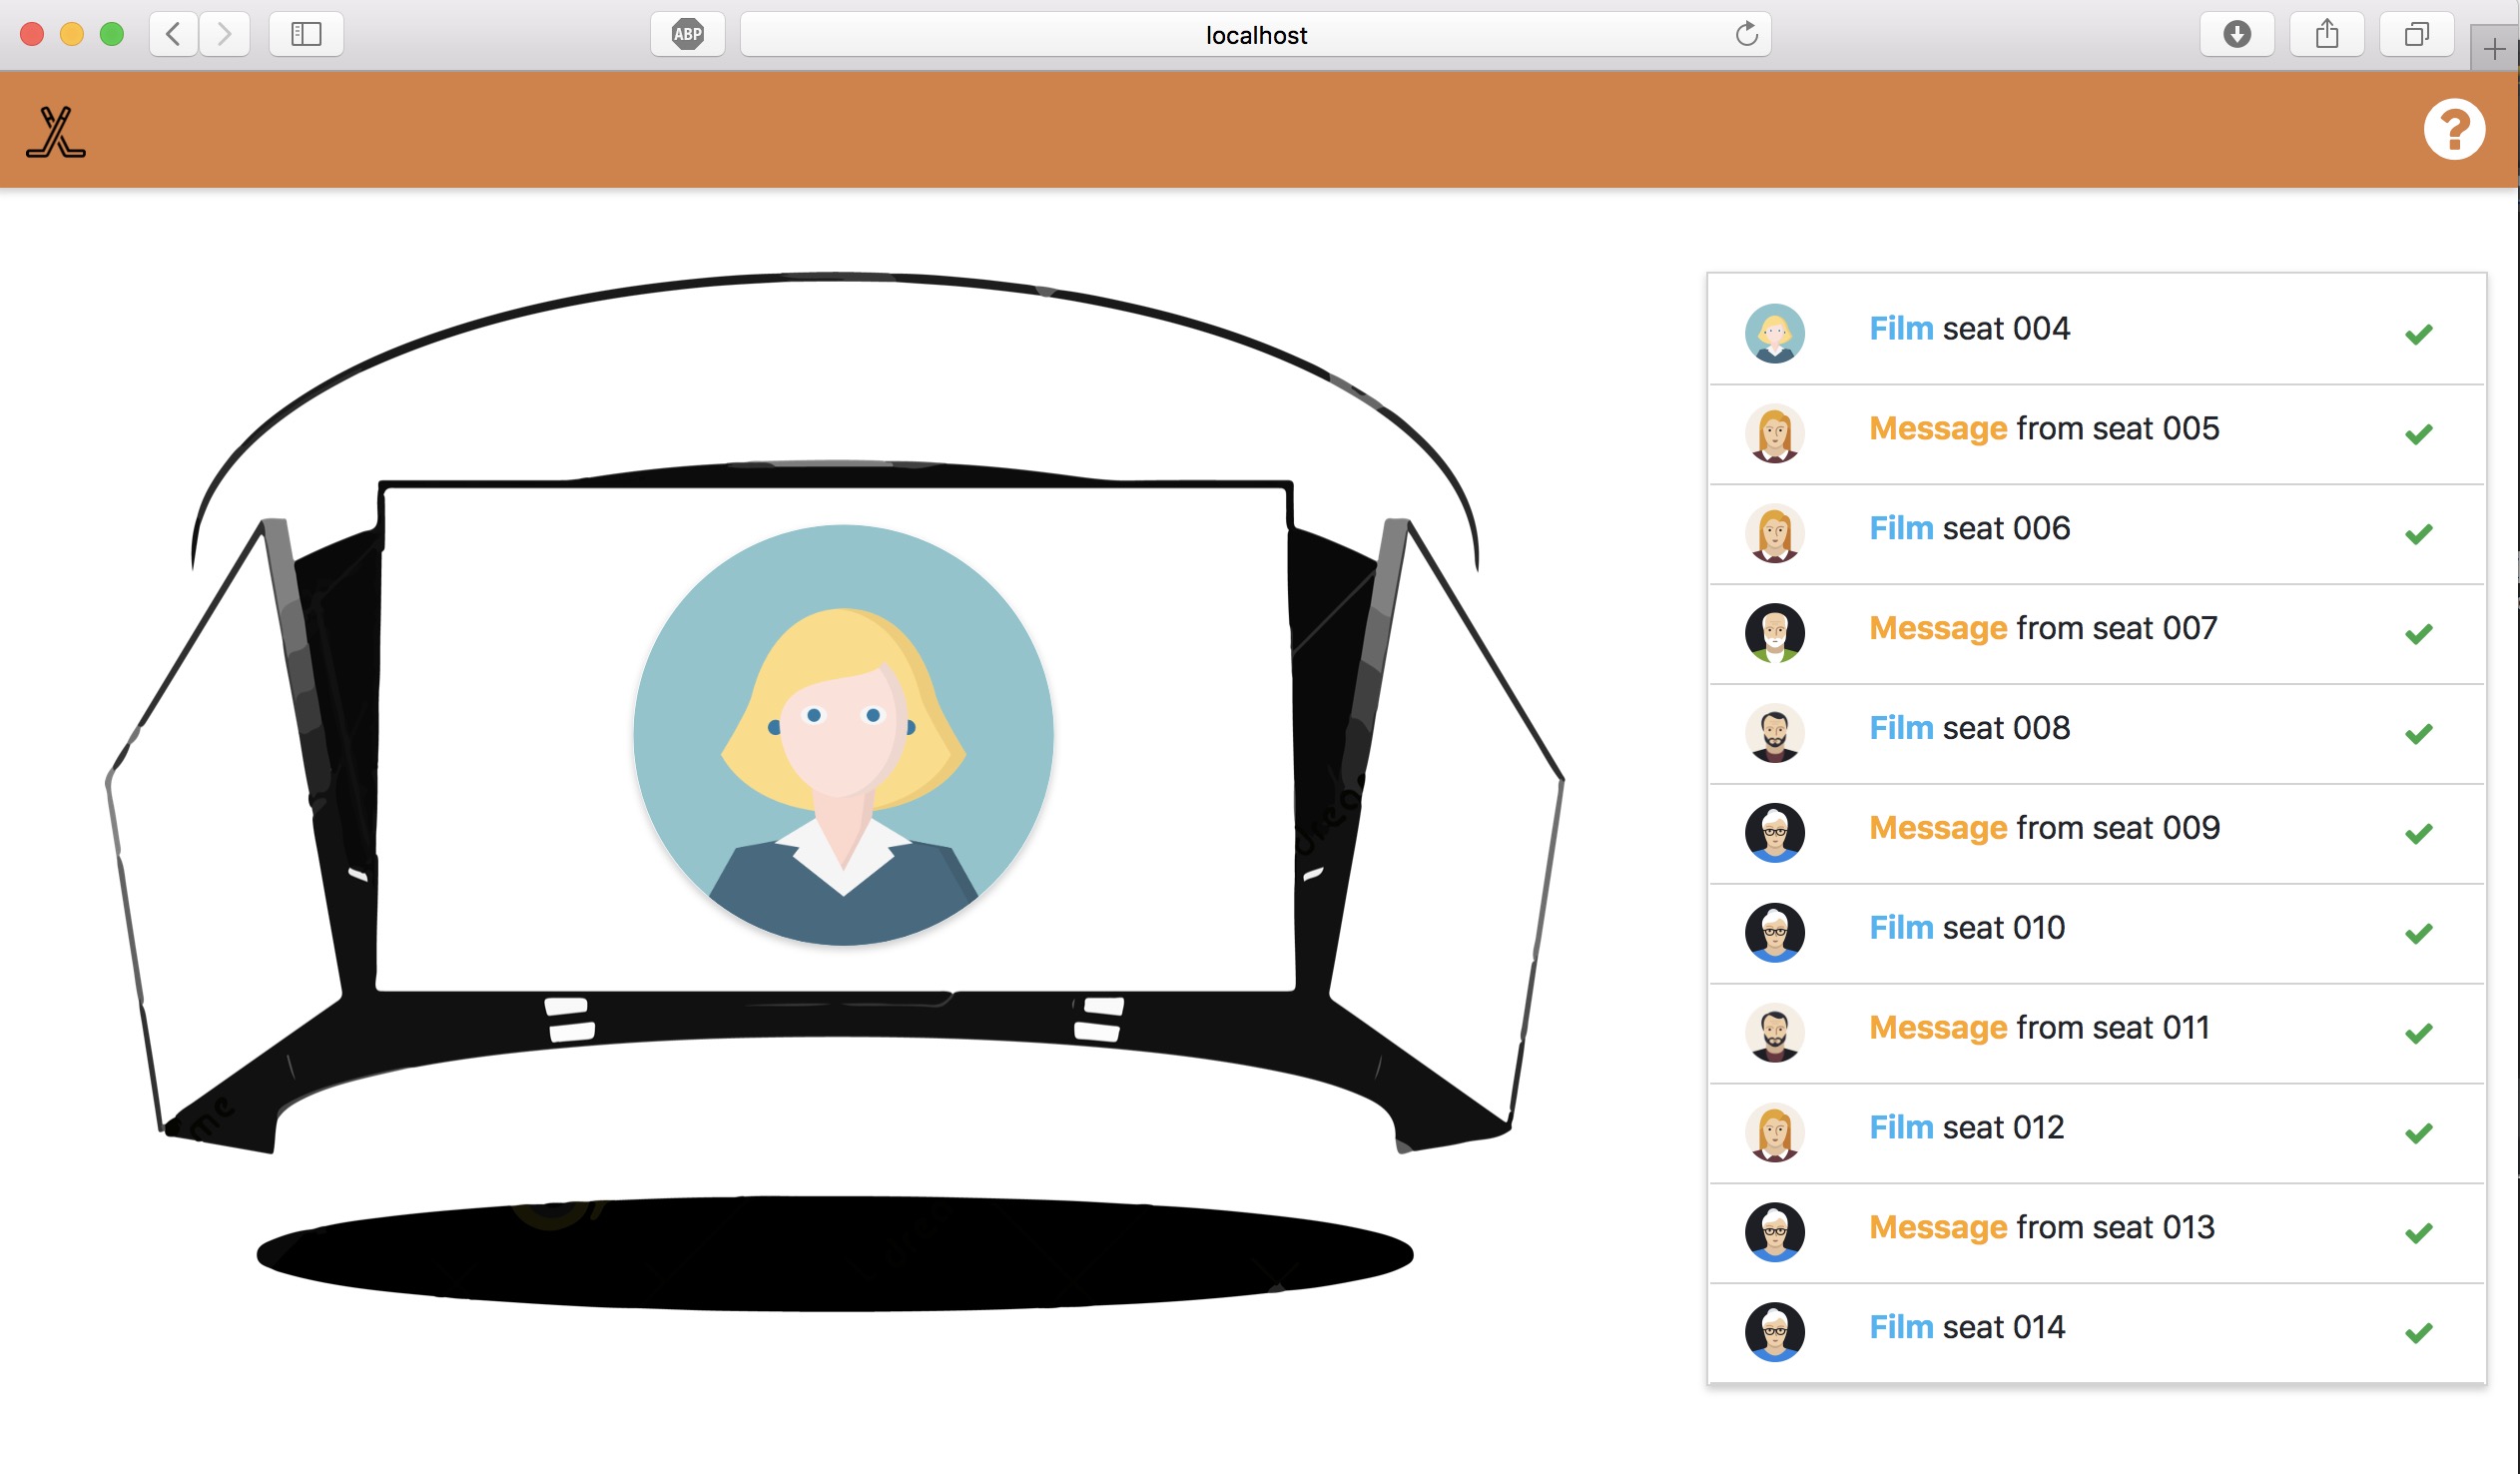 ABP
localhost
?
Film seat 004
Message from seat 005
Film seat 006
Message from seat 007
Film seat 008
Message from seat 009
Film seat 010
Message from seat 011
Film seat 012
Message from seat 013
Film seat 014
me